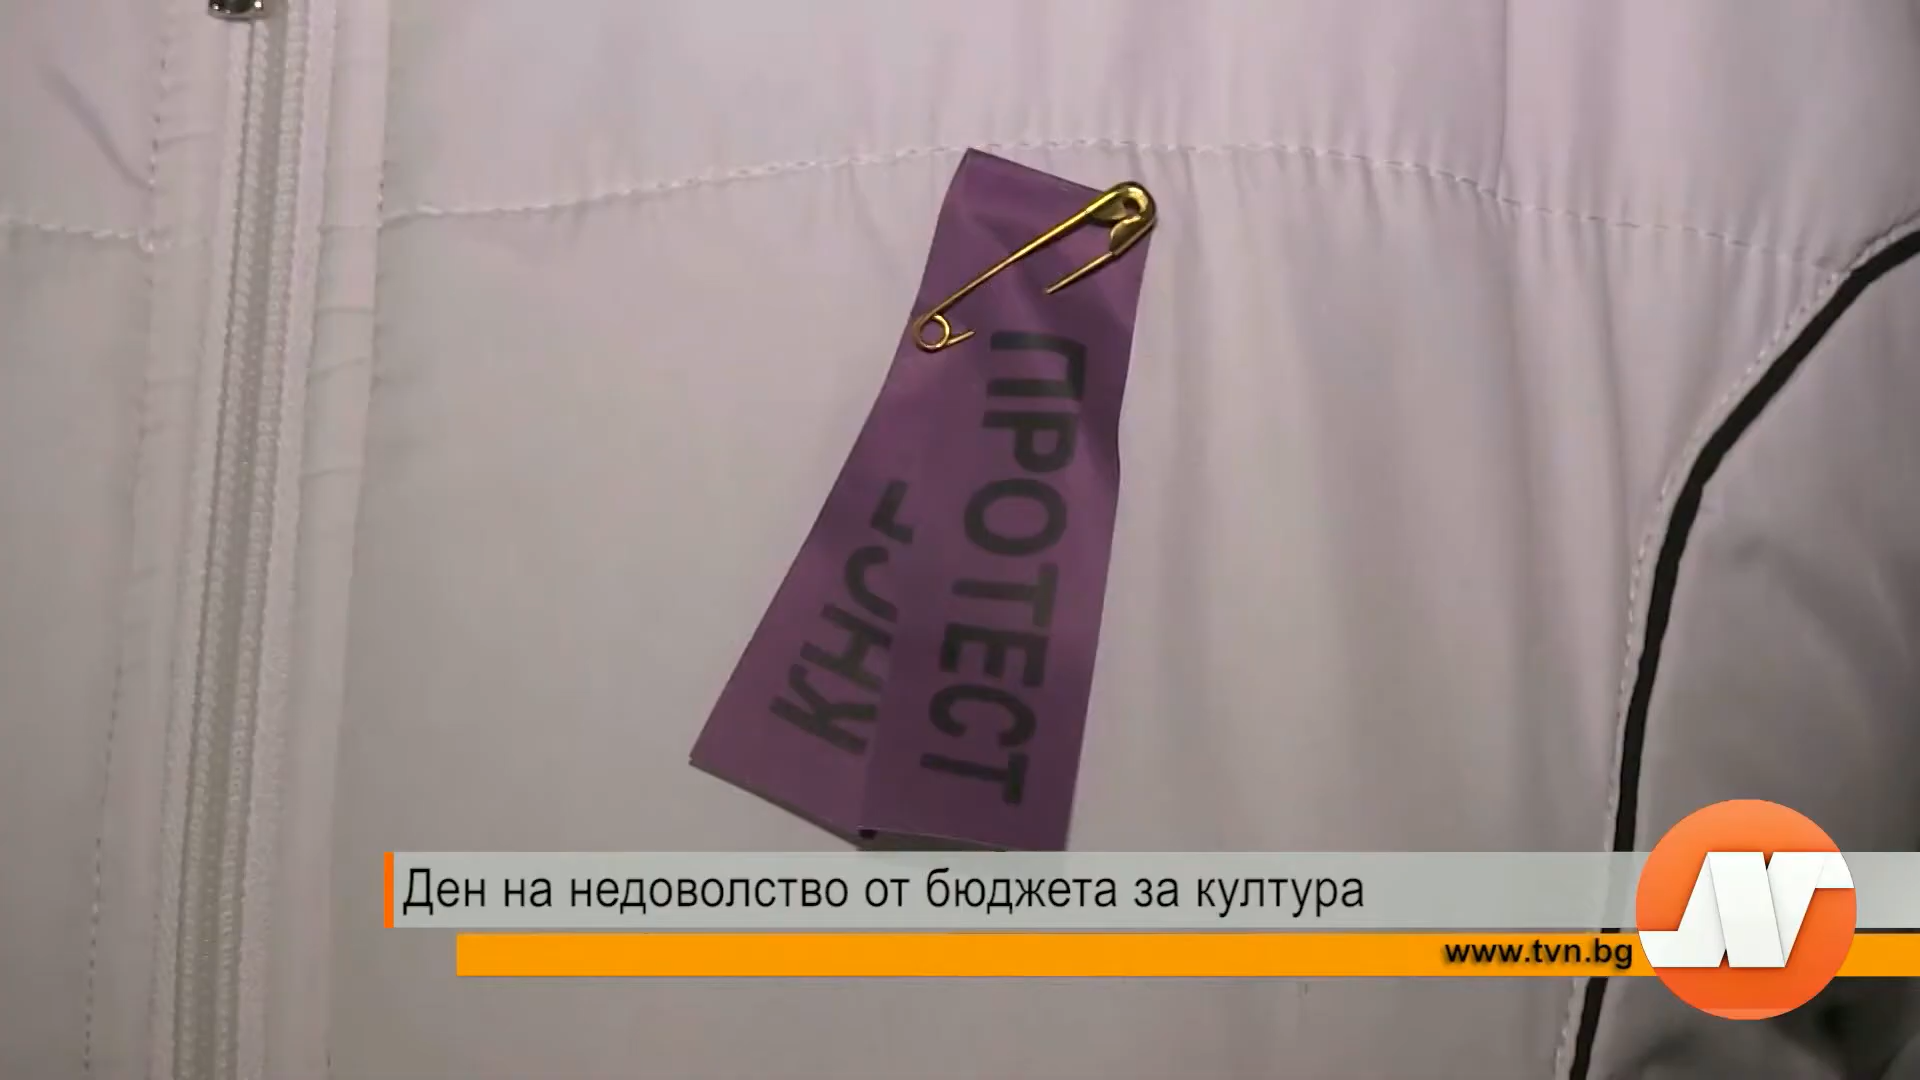 ПРОТЕСТ
Ден на недоволство от бюджета за култура
www.tvn.bg